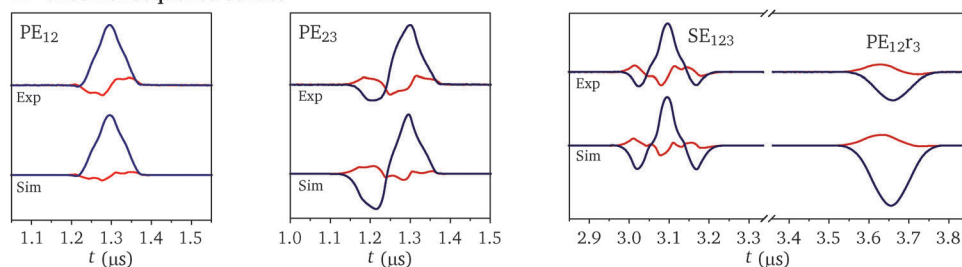 PE₁₂
PE₂₃
SE₁₂₃
PE₁₂r₃
Exp
Exp
Exp
Sim
Sim
Sim
1.1 1.2 1.3 1.4 1.5
1.0 1.1 1.2 1.3 1.4 1.5
2.9 3.0 3.1 3.2 3.3 3.4 3.5 3.6 3.7 3.8
t (μs)
t (μs)
t (μs)